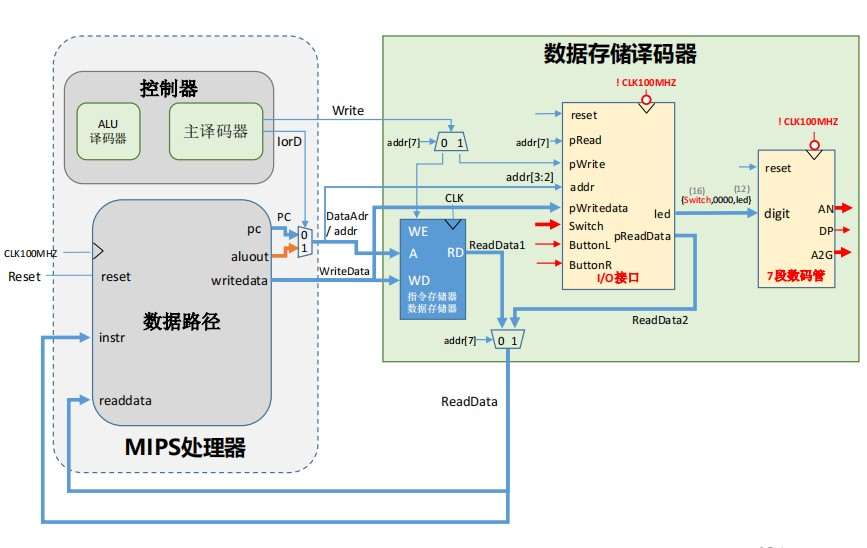 数据存储译码器
控制器
ALU
译码器
主译码器
Write
IorD
addr[7]
0 1
! CLK100MHZ
reset
pRead
addr[7]
pWrite
addr[3:2]
addr
pWritedata
Switch
ButtonL
ButtonR
led
pReadData
I/O接口
(16)
(12)
{Switch,0000,led}
! CLK100MHZ
reset
digit
AN
DP
A2G
7段数码管
CLK
WE
A
RD
WD
指令存储器
数据存储器
ReadData1
ReadData2
addr[7]
0 1
ReadData
PC
0
1
DataAdr
/ addr
WriteData
CLK100MHZ
Reset
pc
aluout
reset
writedata
数据路径
instr
readdata
MIPS处理器